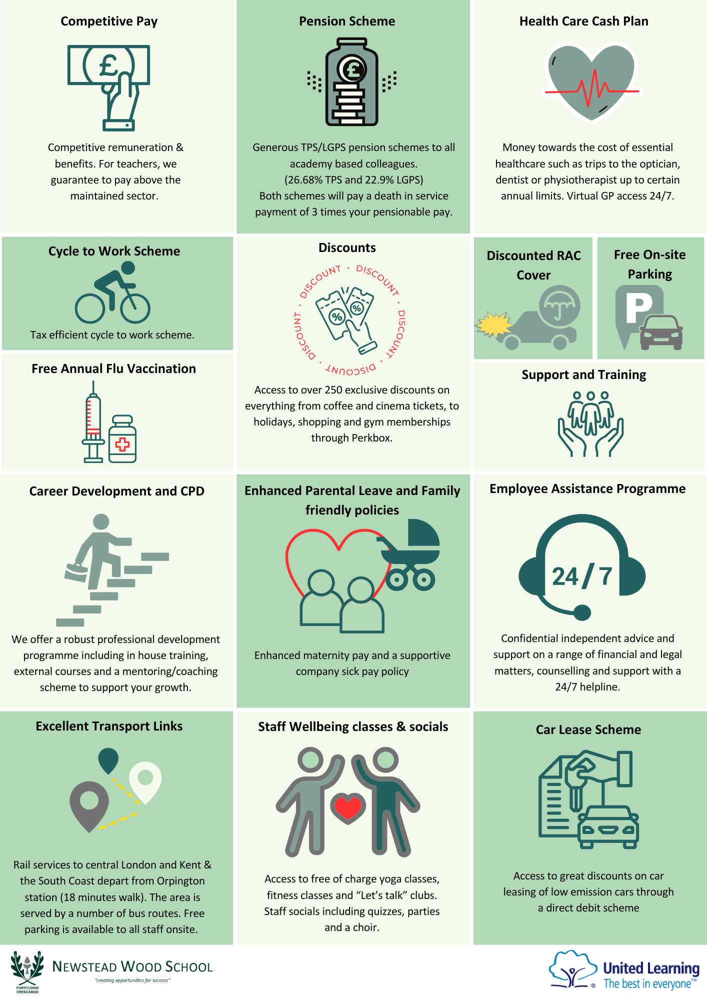 Competitive Pay
£
Competitive remuneration &
benefits. For teachers, we
guarantee to pay above the
maintained sector.
Pension Scheme
£
Generous TPS/LGPS pension schemes to all
academy based colleagues.
(26.68% TPS and 22.9% LGPS)
Both schemes will pay a death in service
payment of 3 times your pensionable pay.
Health Care Cash Plan
Money towards the cost of essential
healthcare such as trips to the optician,
dentist or physiotherapist up to certain
annual limits. Virtual GP access 24/7.
Cycle to Work Scheme
Tax efficient cycle to work scheme.
Discounts
DISCOUNT · DISCOUNT · DISCOUNT · DISCOUNT · DISCOUNT ·
% %
Access to over 250 exclusive discounts on
everything from coffee and cinema tickets, to
holidays, shopping and gym memberships
through Perkbox.
Discounted RAC
Cover
Free On-site
Parking
P
Free Annual Flu Vaccination
Support and Training
Career Development and CPD
We offer a robust professional development
programme including in house training,
external courses and a mentoring/coaching
scheme to support your growth.
Enhanced Parental Leave and Family
friendly policies
Enhanced maternity pay and a supportive
company sick pay policy
Employee Assistance Programme
24/7
Confidential independent advice and
support on a range of financial and legal
matters, counselling and support with a
24/7 helpline.
Excellent Transport Links
Rail services to central London and Kent &
the South Coast depart from Orpington
station (18 minutes walk). The area is
served by a number of bus routes. Free
parking is available to all staff onsite.
Staff Wellbeing classes & socials
Access to free of charge yoga classes,
fitness classes and “Let’s talk” clubs.
Staff socials including quizzes, parties
and a choir.
Car Lease Scheme
Access to great discounts on car
leasing of low emission cars through
a direct debit scheme
FORTITUDINE
CRESCAMUS
NEWSTEAD WOOD SCHOOL
"creating opportunities for success"
®
United Learning
The best in everyone™